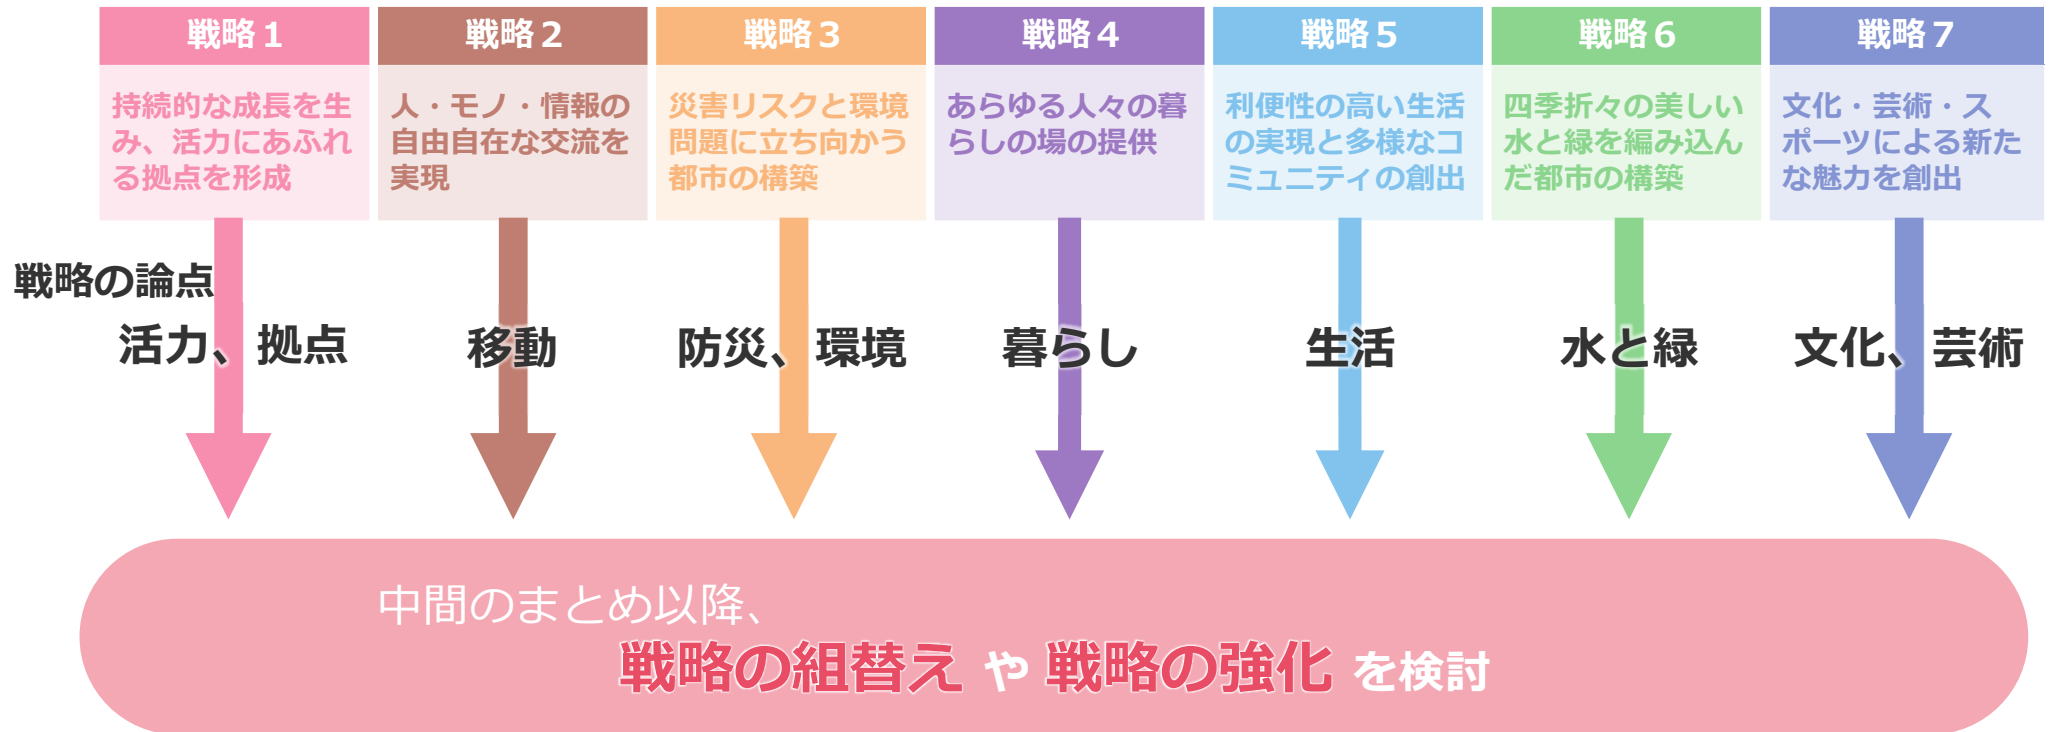 戦略１
戦略２
戦略３
戦略４
戦略５
戦略６
戦略７
持続的な成長を生
み、活力にあふれ
る拠点を形成
人・モノ・情報の
自由自在な交流を
実現
災害リスクと環境
問題に立ち向かう
都市の構築
あらゆる人々の暮
らしの場の提供
利便性の高い生活
の実現と多様なコ
ミュニティの創出
四季折々の美しい
水と緑を編み込ん
だ都市の構築
文化・芸術・ス
ポーツによる新た
な魅力を創出
戦略の論点
活力、拠点
移動
防災、環境
暮らし
生活
水と緑
文化、芸術
中間のまとめ以降、
戦略の組替え や 戦略の強化 を検討